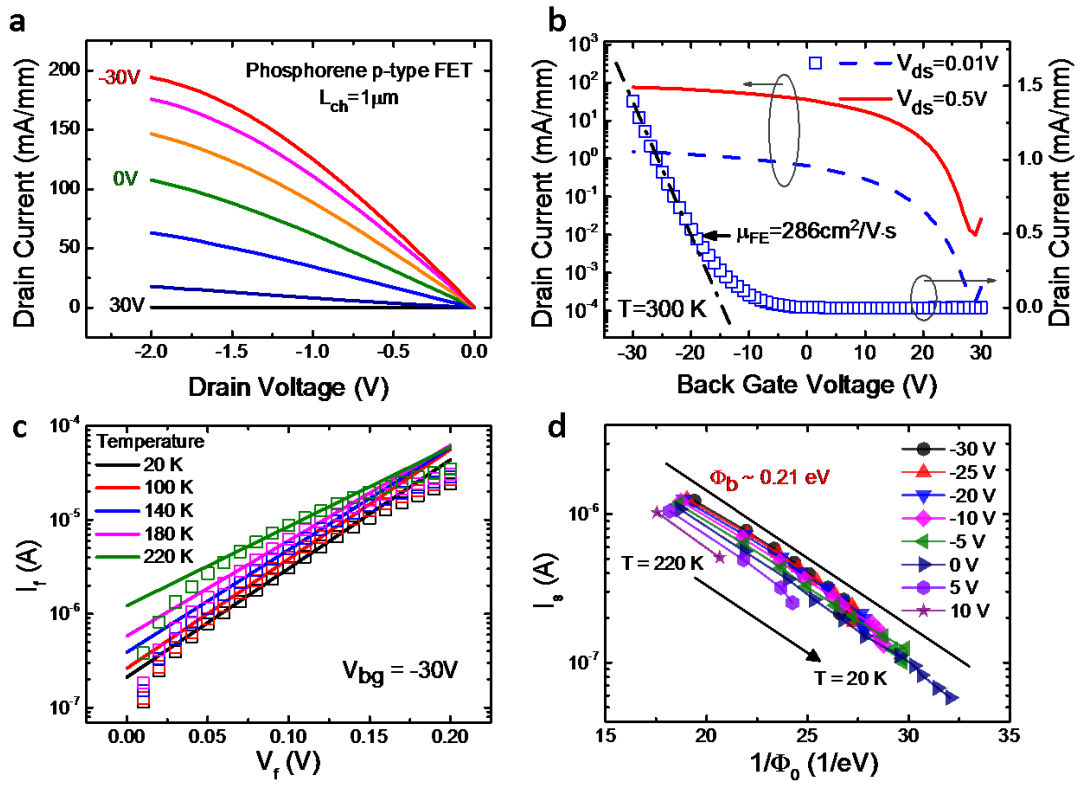 a
Drain Current (mA/mm)
200
150
100
50
0
-30V
0V
30V
Phosphorene p-type FET
L_ch=1μm
-2.0 -1.5 -1.0 -0.5 0.0
Drain Voltage (V)
b
Drain Current (mA/mm)
10^3
10^2
10^1
10^0
10^-1
10^-2
10^-3
10^-4
V_ds=0.01V
V_ds=0.5V
μ_FE=286cm^2/V·s
T=300 K
1.5
1.0
0.5
0.0
Drain Current (mA/mm)
-30 -20 -10 0 10 20 30
Back Gate Voltage (V)
c
I_f (A)
10^-4
10^-5
10^-6
10^-7
Temperature
20 K
100 K
140 K
180 K
220 K
V_bg = -30V
0.00 0.05 0.10 0.15 0.20
V_f (V)
d
I_s (A)
10^-6
10^-7
Φ_b ~ 0.21 eV
T = 220 K
T = 20 K
-30 V
-25 V
-20 V
-10 V
-5 V
0 V
5 V
10 V
15 20 25 30 35
1/Φ_0 (1/eV)